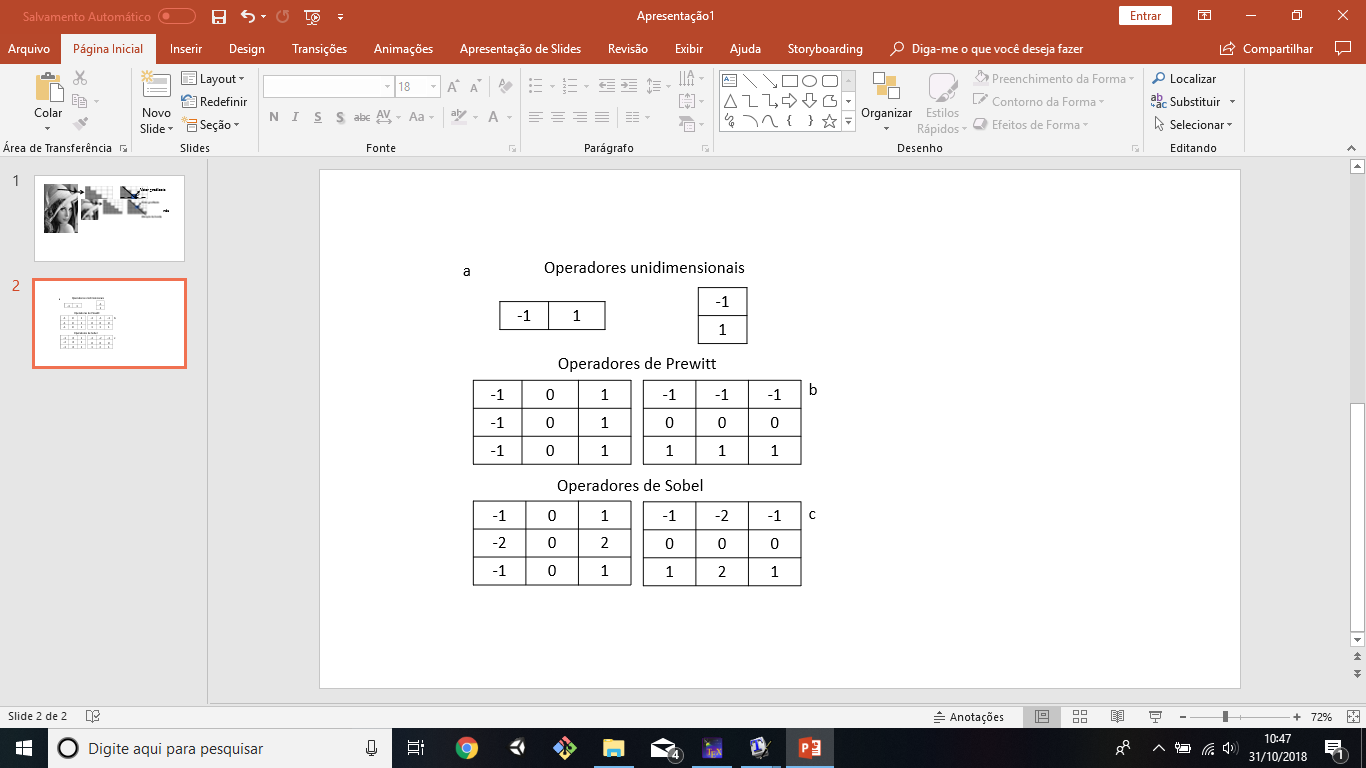 Salvamento Automático
Apresentação1
Entrar
Arquivo Página Inicial Inserir Design Transições Animações Apresentação de Slides Revisão Exibir Ajuda Storyboarding Diga-me o que você deseja fazer Compartilhar
Colar
Novo
Slide
Layout
Redefinir
Seção
18
N I S S abc AV Aa A
Organizar
Estilos
Rápidos
Preenchimento da Forma
Contorno da Forma
Efeitos de Forma
Localizar
Substituir
Selecionar
Área de Transferência Slides Fonte Parágrafo Desenho Editando
1
2
a Operadores unidimensionais
-1 1
-1
1
Operadores de Prewitt
-1 0 1 -1 -1 -1 b
-1 0 1 0 0 0
-1 0 1 1 1 1
Operadores de Sobel
-1 0 1 -1 -2 -1 c
-2 0 2 0 0 0
-1 0 1 1 2 1
Slide 2 de 2
Anotações
72%
Digite aqui para pesquisar
4
10:47
31/10/2018
1